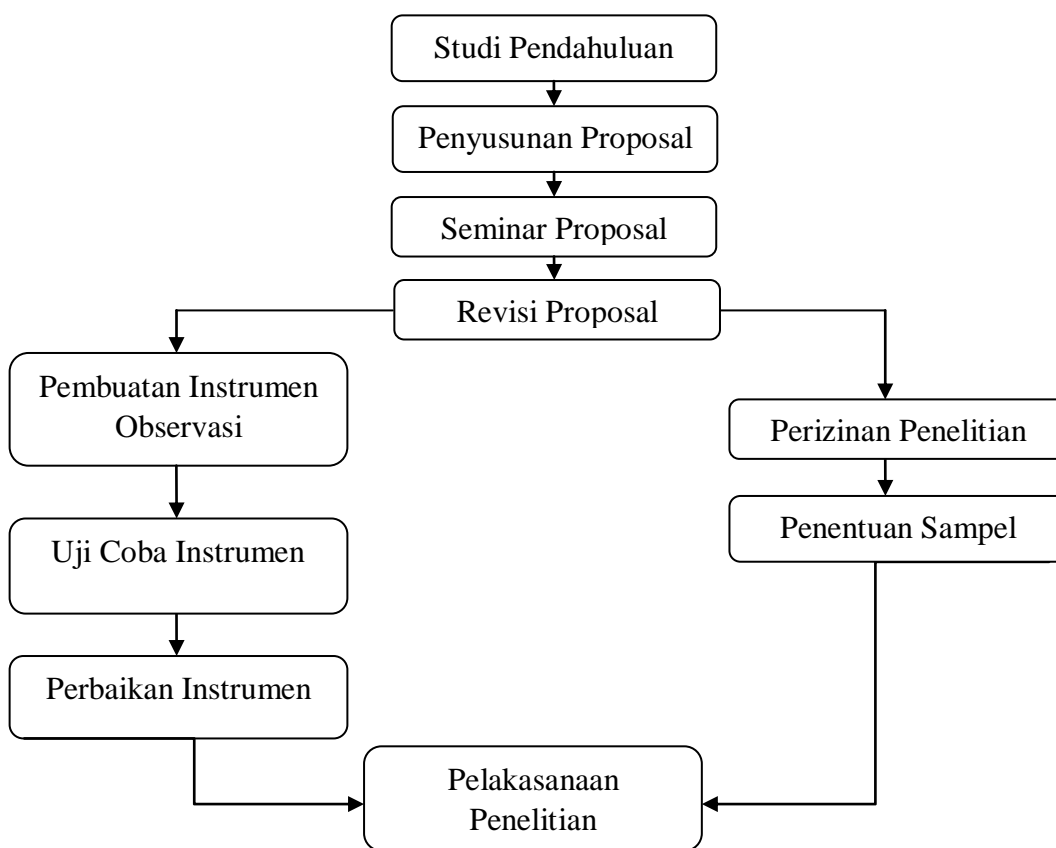 Studi Pendahuluan
Penyusunan Proposal
Seminar Proposal
Revisi Proposal
Pembuatan Instrumen
Observasi
Perizinan Penelitian
Penentuan Sampel
Uji Coba Instrumen
Perbaikan Instrumen
Pelakasanaan
Penelitian